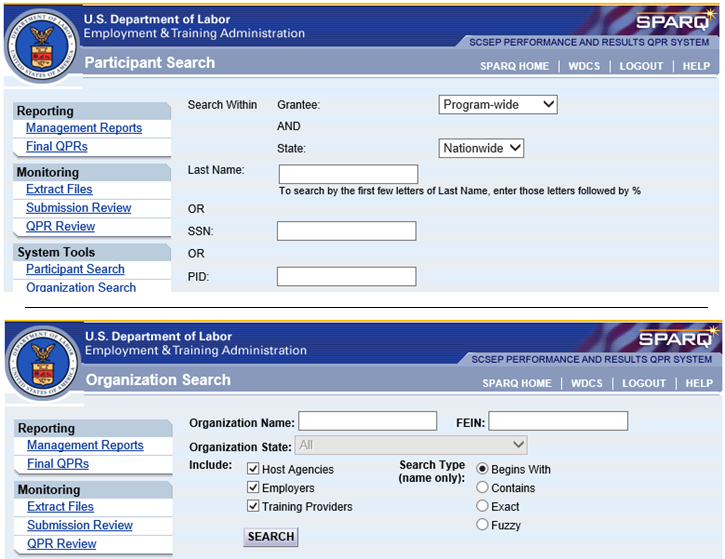 U.S. Department of Labor
Employment & Training Administration
SPARQ
SCSEP PERFORMANCE AND RESULTS QPR SYSTEM
Participant Search
SPARQ HOME | WDCS | LOGOUT | HELP
Reporting
Management Reports
Final QPRs
Monitoring
Extract Files
Submission Review
QPR Review
System Tools
Participant Search
Organization Search
Search Within Grantee: Program-wide
AND
State: Nationwide
Last Name:
To search by the first few letters of Last Name, enter those letters followed by %
OR
SSN:
OR
PID:
U.S. Department of Labor
Employment & Training Administration
SPARQ
SCSEP PERFORMANCE AND RESULTS QPR SYSTEM
Organization Search
SPARQ HOME | WDCS | LOGOUT | HELP
Reporting
Management Reports
Final QPRs
Monitoring
Extract Files
Submission Review
QPR Review
Organization Name: FEIN:
Organization State: All
Include: Host Agencies
Employers
Training Providers
Search Type
(name only):
Begins With
Contains
Exact
Fuzzy
SEARCH